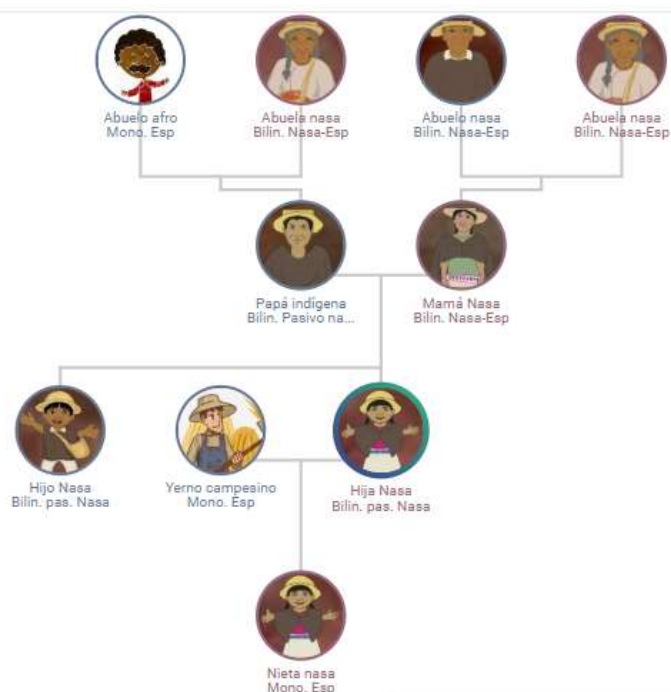 Abuelo afro
Mono. Esp
Abuela nasa
Bilin. Nasa-Esp
Abuelo nasa
Bilin. Nasa-Esp
Abuela nasa
Bilin. Nasa-Esp
Papá indígena
Bilin. Pasivo na...
Mamá Nasa
Bilin. Nasa-Esp
Hijo Nasa
Bilin. pas. Nasa
Yerno campesino
Mono. Esp
Hija Nasa
Bilin. pas. Nasa
Nieta nasa
Mono. Esp